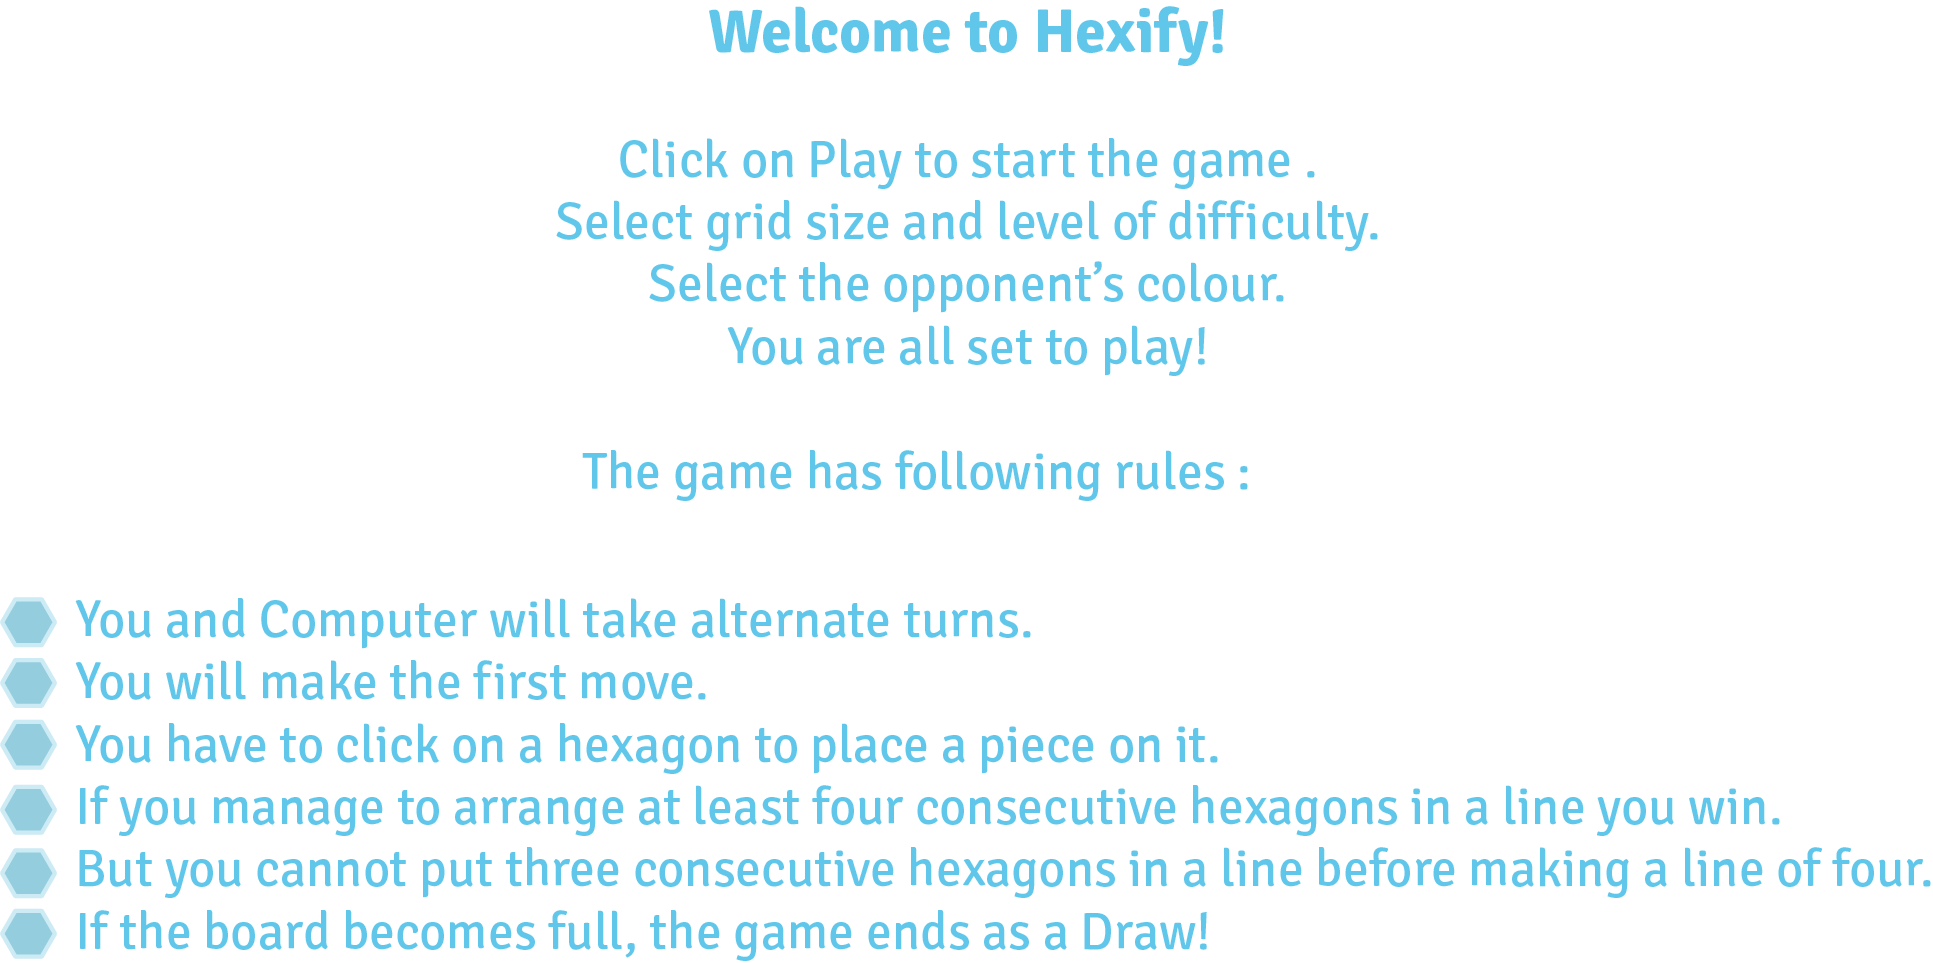 Welcome to Hexify!
Click on Play to start the game .
Select grid size and level of difficulty.
Select the opponent’s colour.
You are all set to play!
The game has following rules :
You and Computer will take alternate turns.
You will make the first move.
You have to click on a hexagon to place a piece on it.
If you manage to arrange at least four consecutive hexagons in a line you win.
But you cannot put three consecutive hexagons in a line before making a line of four.
If the board becomes full, the game ends as a Draw!